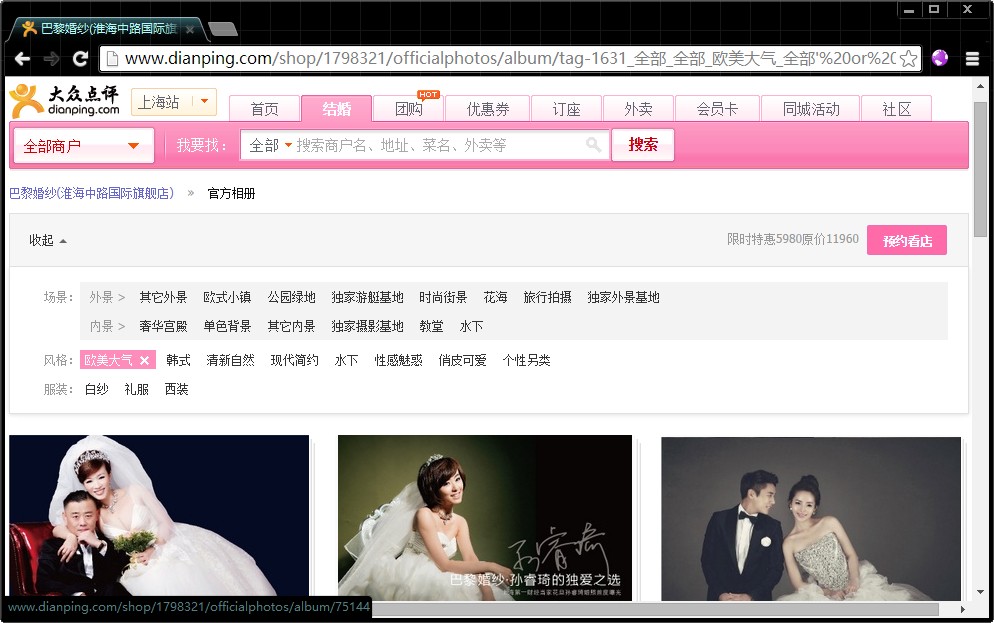 巴黎婚纱(淮海中路国际旗
www.dianping.com/shop/1798321/officialphotos/album/tag-1631_全部_全部_欧美大气_全部'%20or%20
大众点评
dianping.com
上海站
首页 结婚 团购 HOT 优惠券 订座 外卖 会员卡 同城活动 社区
全部商户 我要找： 全部 搜索商户名、地址、菜名、外卖等 搜索
巴黎婚纱(淮海中路国际旗舰店) » 官方相册
收起 限时特惠5980原价11960 预约看店
场景： 外景 > 其它外景 欧式小镇 公园绿地 独家游艇基地 时尚街景 花海 旅行拍摄 独家外景基地
内景 > 奢华宫殿 单色背景 其它内景 独家摄影基地 教堂 水下
风格： 欧美大气 × 韩式 清新自然 现代简约 水下 性感魅惑 俏皮可爱 个性另类
服装： 白纱 礼服 西装
孙睿琦
巴黎婚纱·孙睿琦的独爱之选
www.dianping.com/shop/1798321/officialphotos/album/75144